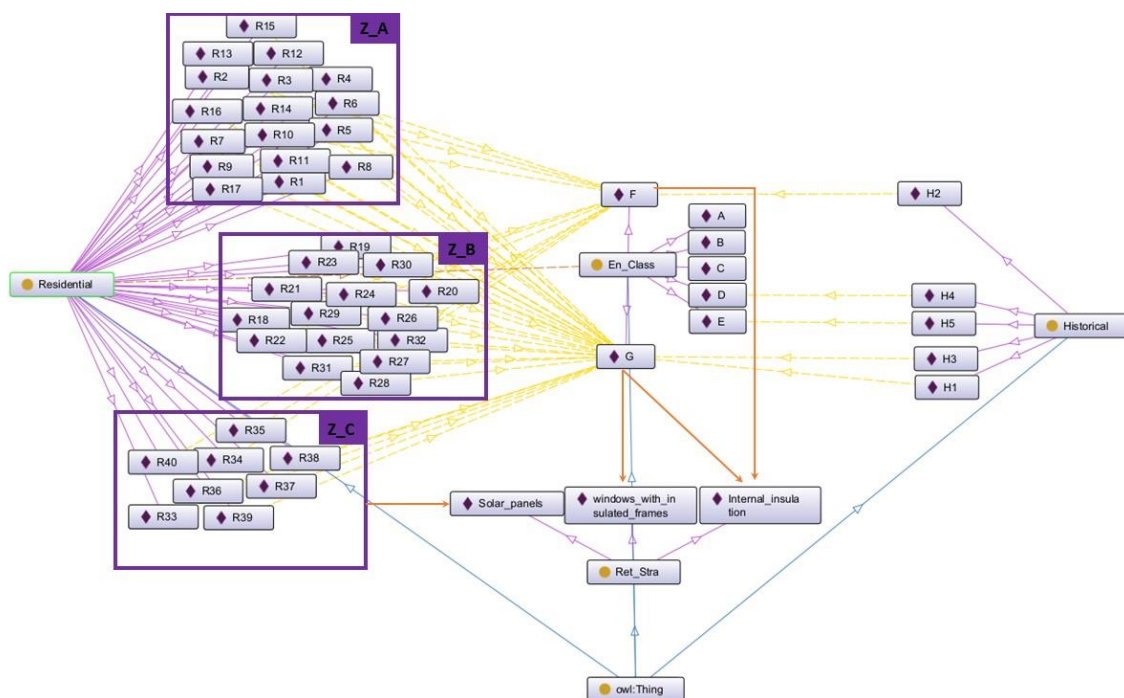 R15
Z_A
R13
R12
R2
R3
R4
R16
R14
R6
R7
R10
R5
R9
R11
R8
R17
R1
F
H2
A
B
C
D
E
En_Class
R19
Z_B
R23
R30
Residential
R21
R24
R20
R18
R29
R26
R22
R25
R32
R31
R27
R28
G
H4
H5
Historical
H3
H1
R35
Z_C
R40
R34
R38
R36
R37
R33
R39
Solar_panels
windows_with_in
sulated_frames
Internal_insula
tion
Ret_Stra
owl:Thing